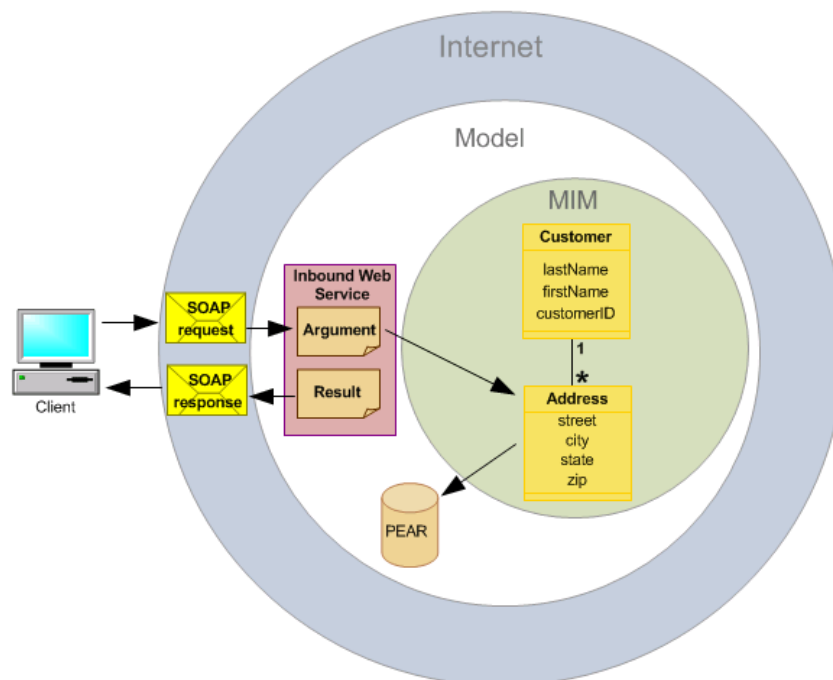 Internet
Model
MIM
Customer
lastName
firstName
customerID
1
*
Address
street
city
state
zip
Inbound Web
Service
Argument
Result
SOAP
request
SOAP
response
Client
PEAR